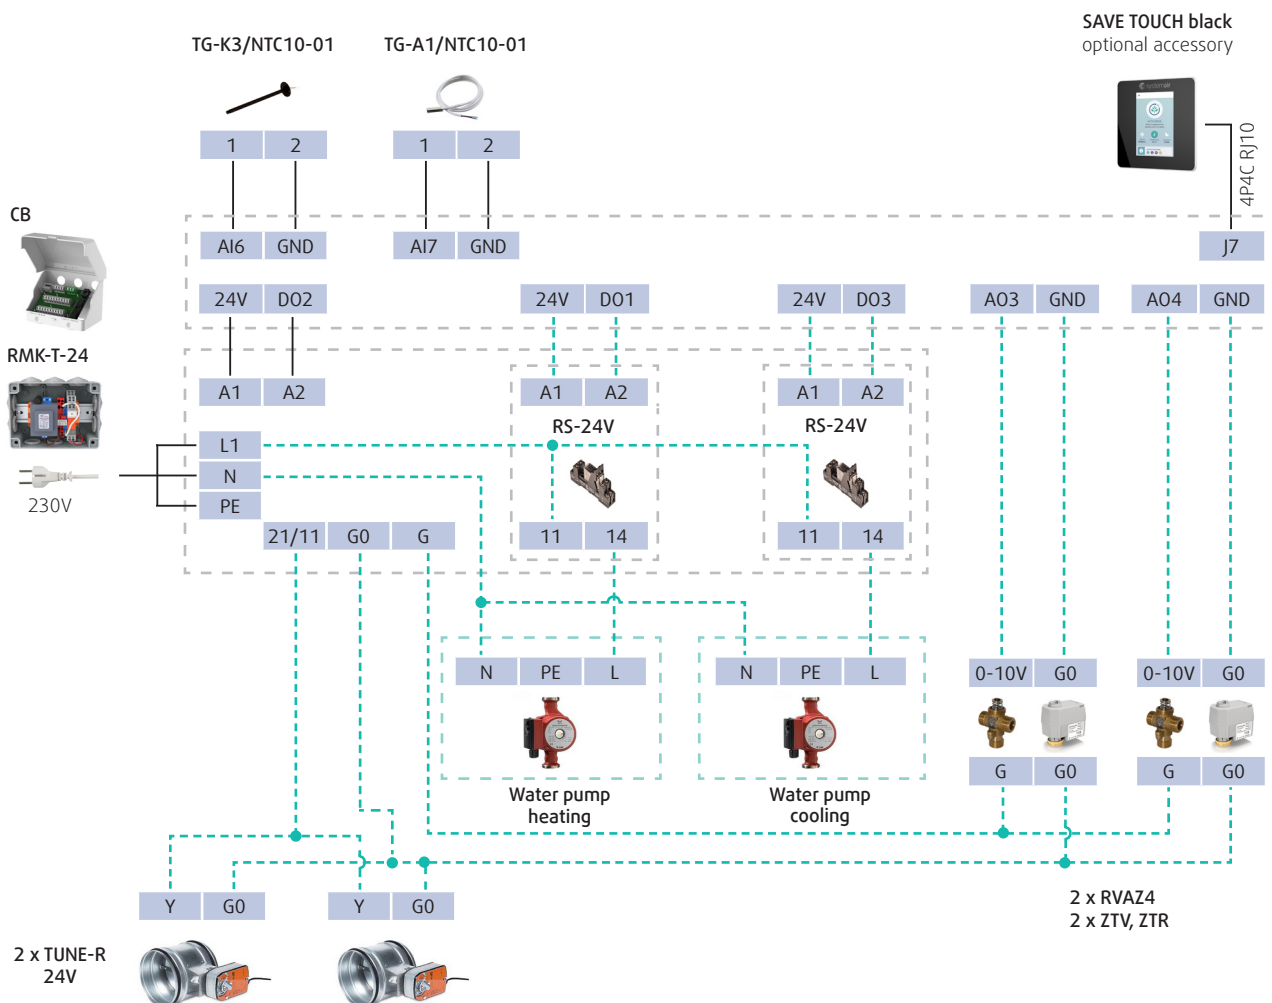 SAVE TOUCH black
optional accessory
TG-K3/NTC10-01 TG-A1/NTC10-01
systemair
1 2 1 2
4P4C RJ10
CB
AI6 GND AI7 GND J7
24V DO2 24V DO1 24V DO3 AO3 GND AO4 GND
RMK-T-24
A1 A2 A1 A2 A1 A2
RS-24V RS-24V
L1
N
PE
230V
21/11 G0 G 11 14 11 14
N PE L N PE L 0-10V G0 0-10V G0
G G0 G G0
Water pump
heating
Water pump
cooling
Y G0 Y G0
2 x RVAZ4
2 x ZTV, ZTR
2 x TUNE-R
24V